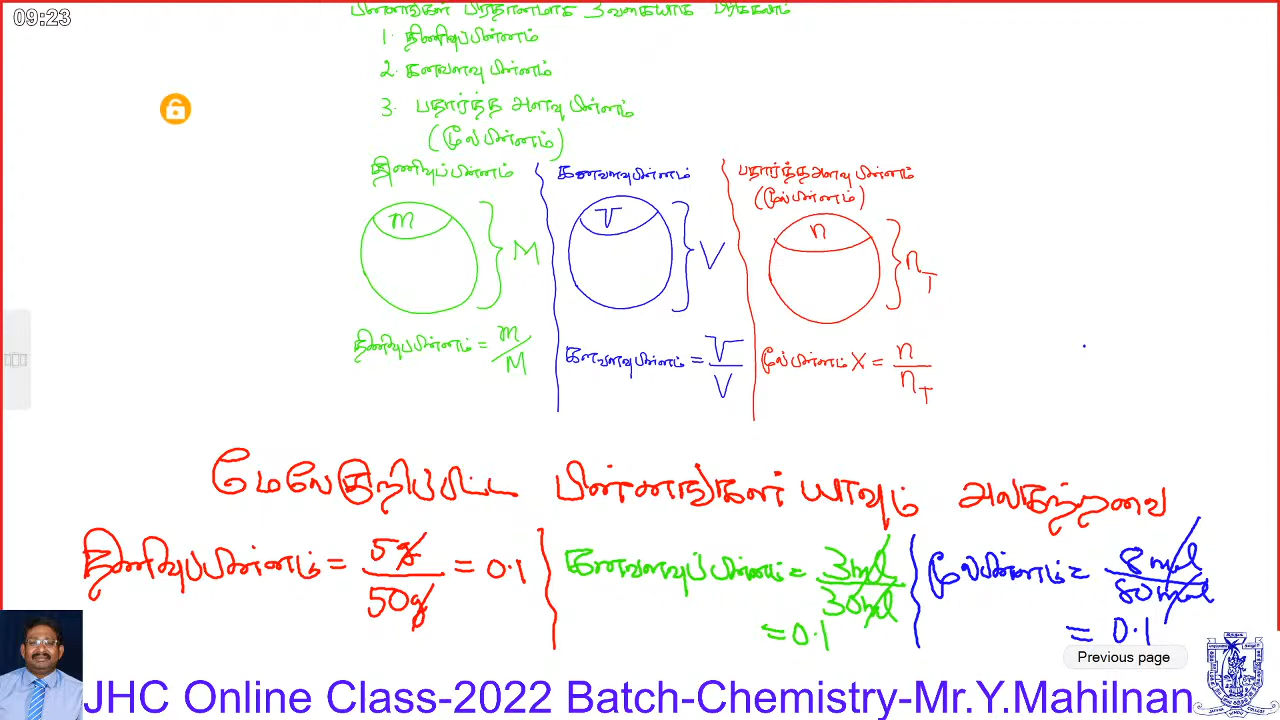 09:23
பின்னங்கள் பிரதானமாக 3 வகையாக பிரிக்கலாம்
1. திணிவுப்பின்னம்
2. கனவளவு பின்னம்
3. பதார்த்த அளவு பின்னம்
(மூல்பின்னம்)
திணிவுப்பின்னம்
கனவளவுபின்னம்
பதார்த்தஅளவு பின்னம்
(மூல்பின்னம்)
m
M
v
V
n
n_T
திணிவுப்பின்னம் = m/M
கனவளவுபின்னம் = v/V
மூல்பின்னம் X = n/n_T
மேலேகுறிப்பிட்ட பின்னங்கள் யாவும் அலகற்றவை
திணிவுப்பின்னம் = 5g/50g = 0.1
கனவளவுப் பின்னம் = 3ml/30ml
= 0.1
மூல்பின்னம் = 8mol/80mol
= 0.1
Previous page
JHC Online Class-2022 Batch-Chemistry-Mr.Y.Mahilnan